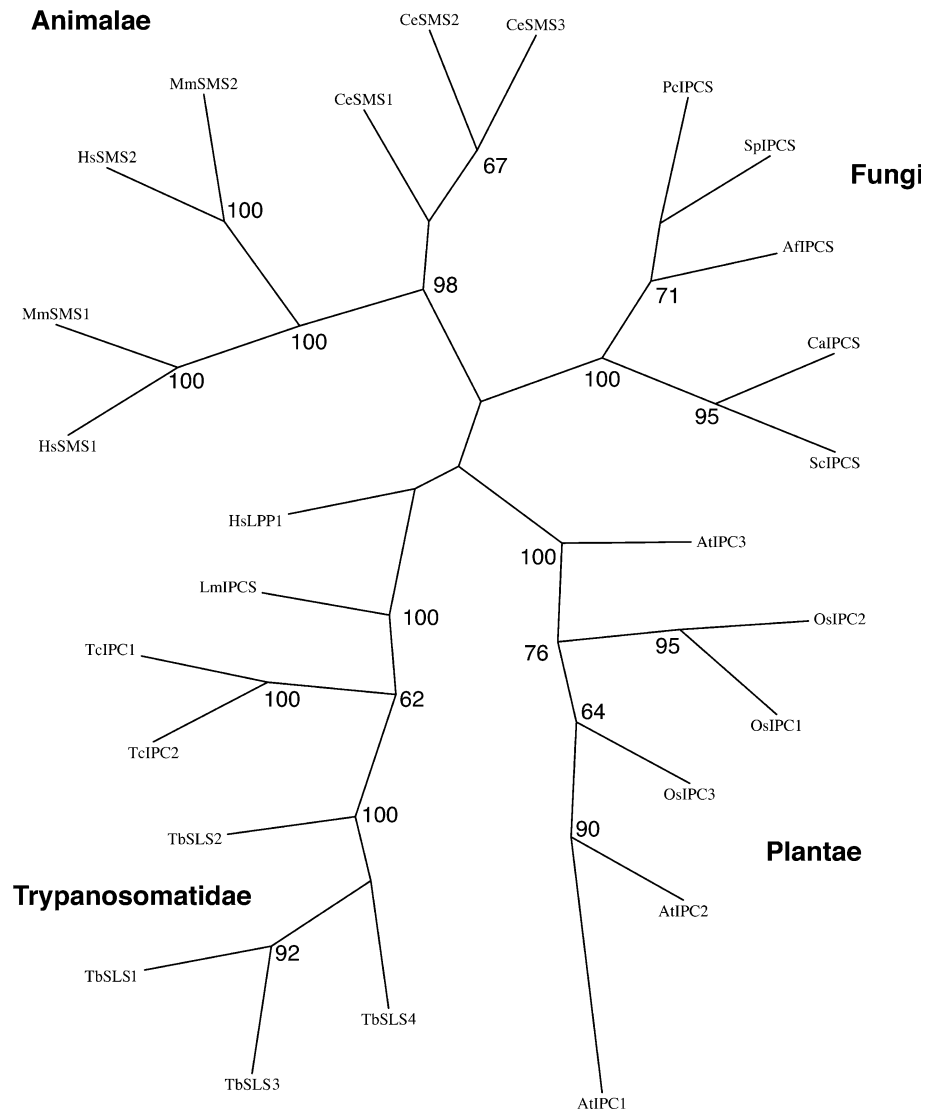 Animalae
CeSMS2
CeSMS3
MmSMS2
CeSMS1
PcIPCS
HsSMS2
SpIPCS
67
Fungi
100
AfIPCS
98
71
MmSMS1
100
CaIPCS
100
100
95
HsSMS1
ScIPCS
HsLPP1
100
AtIPC3
LmIPCS
100
OsIPC2
TcIPC1
76
95
100
62
64
OsIPC1
TcIPC2
OsIPC3
100
90
TbSLS2
Plantae
Trypanosomatidae
AtIPC2
92
TbSLS1
TbSLS4
TbSLS3
AtIPC1